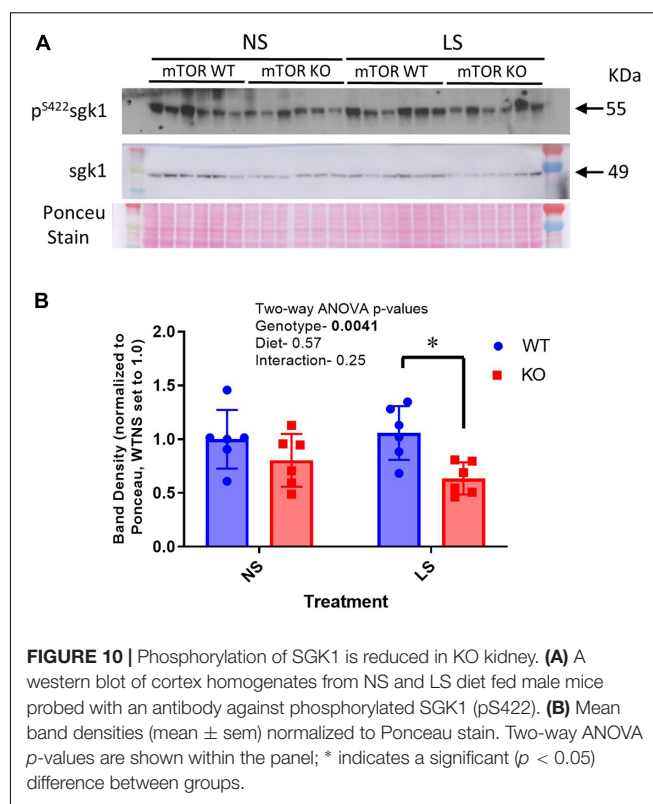 A
NS LS
mTOR WT mTOR KO mTOR WT mTOR KO KDa
pS422sgk1 55
sgk1 49
Ponceu
Stain
B
Two-way ANOVA p-values
Genotype- 0.0041
Diet- 0.57
Interaction- 0.25
Band Density (normalized to
Ponceau, WTNS set to 1.0)
2.0
1.5
1.0
0.5
0.0
*
WT
KO
NS LS
Treatment
FIGURE 10 | Phosphorylation of SGK1 is reduced in KO kidney. (A) A
western blot of cortex homogenates from NS and LS diet fed male mice
probed with an antibody against phosphorylated SGK1 (pS422). (B) Mean
band densities (mean ± sem) normalized to Ponceau stain. Two-way ANOVA
p-values are shown within the panel; * indicates a significant (p < 0.05)
difference between groups.